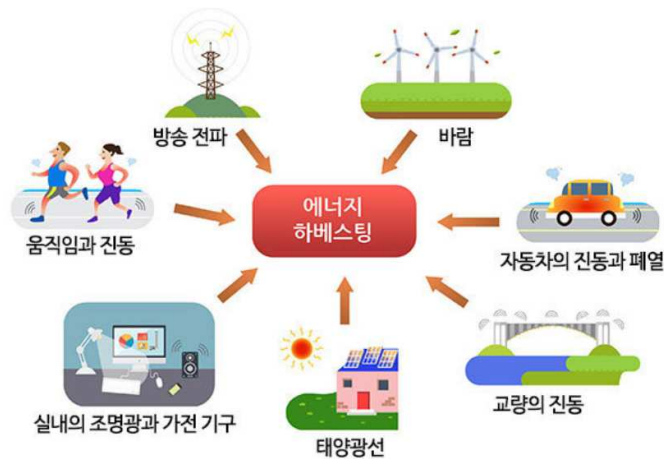 방송 전파
바람
움직임과 진동
에너지
하베스팅
자동차의 진동과 폐열
실내의 조명광과 가전 기구
태양광선
교량의 진동